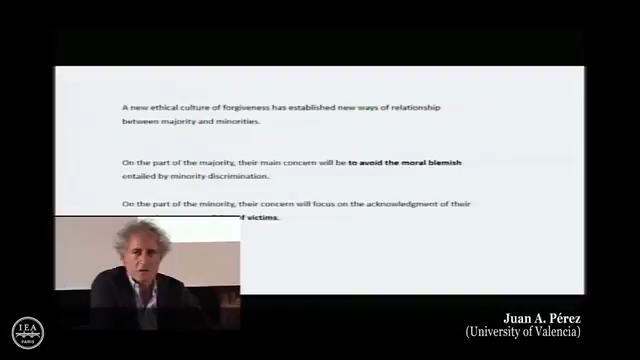 A new ethical culture of forgiveness has established new ways of relationship
between majority and minorities.
On the part of the majority, their main concern will be to avoid the moral blemish
entailed by minority discrimination.
On the part of the minority, their concern will focus on the acknowledgment of their
of victims.
IEA
PARIS
Juan A. Pérez
(University of Valencia)